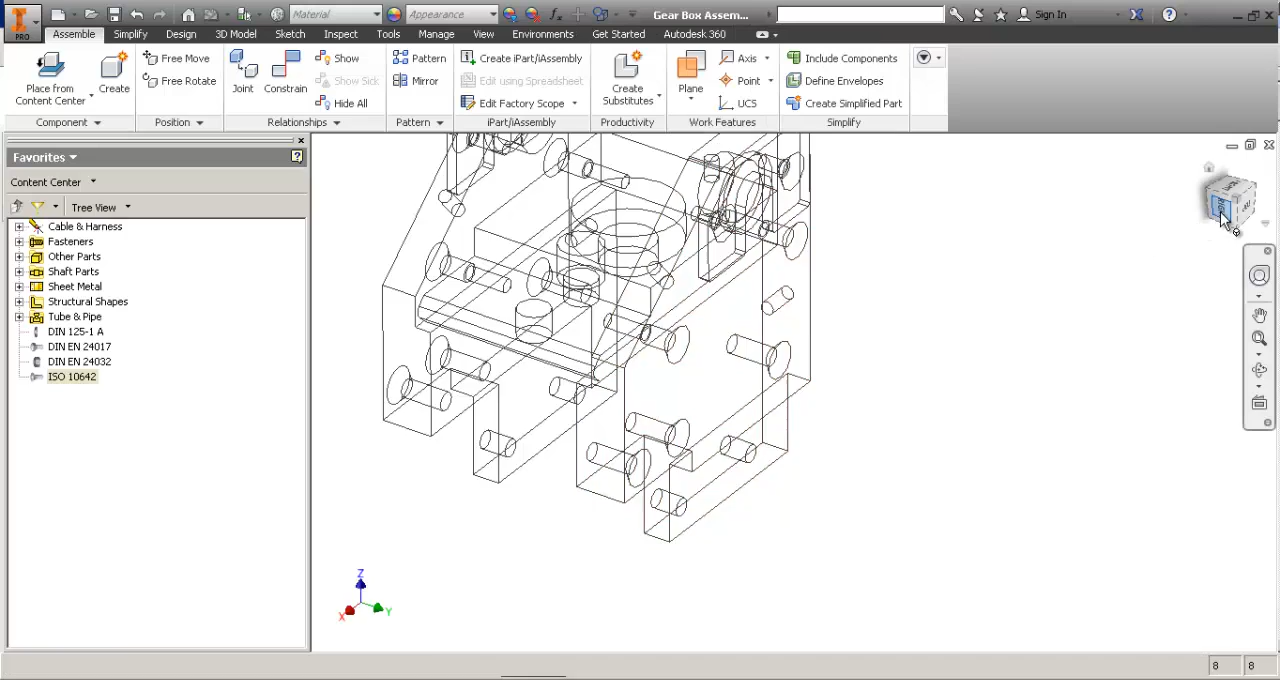 Material
Appearance
Gear Box Assem...
Sign In
PRO
Assemble Simplify Design 3D Model Sketch Inspect Tools Manage View Environments Get Started Autodesk 360
Place from Content Center
Create
Component
Free Move
Free Rotate
Position
Joint
Constrain
Show
Show Sick
Hide All
Relationships
Pattern
Mirror
Pattern
Create iPart/iAssembly
Edit using Spreadsheet
Edit Factory Scope
iPart/iAssembly
Create Substitutes
Productivity
Plane
Axis
Point
UCS
Work Features
Include Components
Define Envelopes
Create Simplified Part
Simplify
Favorites
Content Center
Tree View
Cable & Harness
Fasteners
Other Parts
Shaft Parts
Sheet Metal
Structural Shapes
Tube & Pipe
DIN 125-1 A
DIN EN 24017
DIN EN 24032
ISO 10642
Z
X
Y
8 8